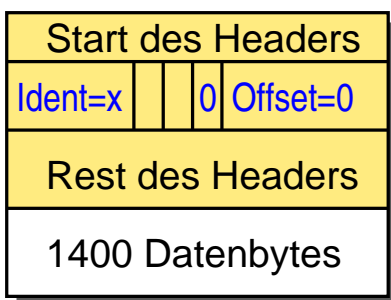 Start des Headers
Ident=x 0 Offset=0
Rest des Headers
1400 Datenbytes